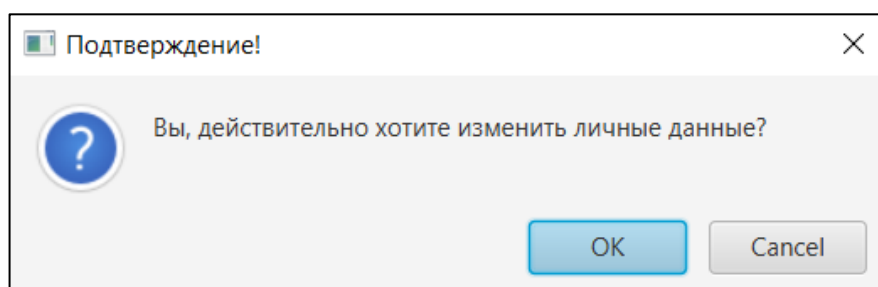 Подтверждение!
Вы, действительно хотите изменить личные данные?
OK Cancel